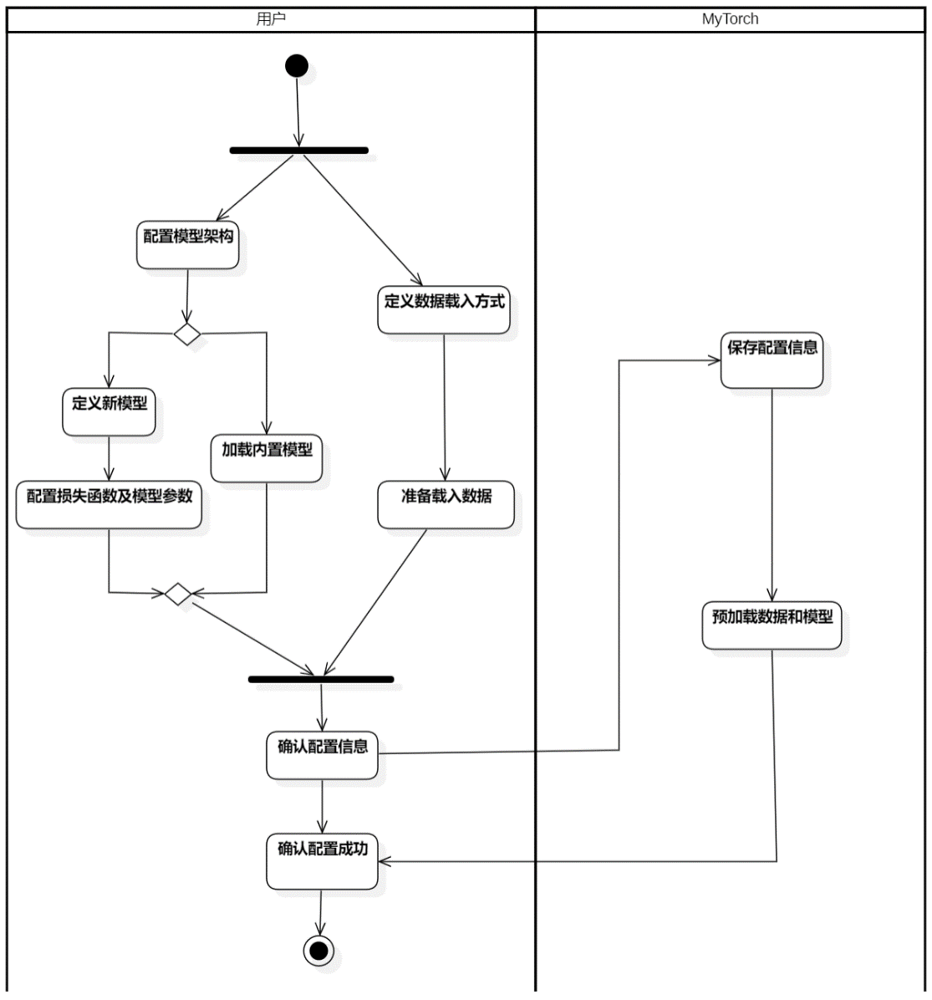 用户
MyTorch
配置模型架构
定义数据载入方式
保存配置信息
定义新模型
加载内置模型
配置损失函数及模型参数
准备载入数据
预加载数据和模型
确认配置信息
确认配置成功